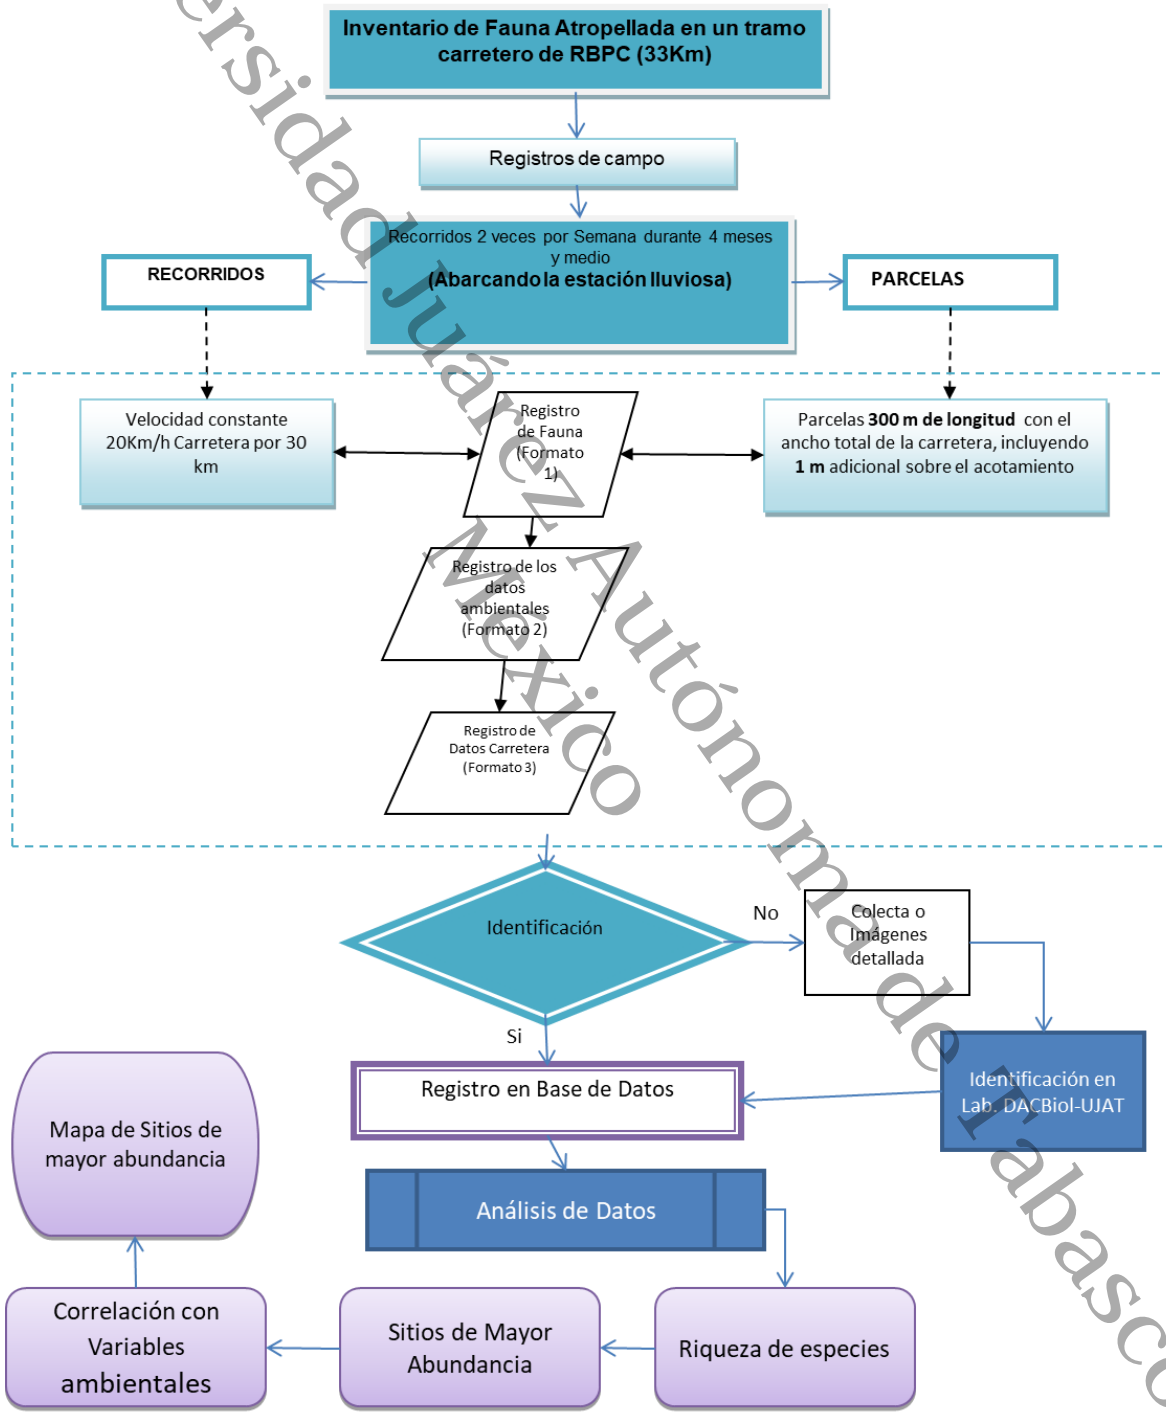 Inventario de Fauna Atropellada en un tramo
carretero de RBPC (33Km)
Registros de campo
Recorridos 2 veces por Semana durante 4 meses
y medio
(Abarcando la estación lluviosa)
RECORRIDOS
PARCELAS
Velocidad constante
20Km/h Carretera por 30
km
Registro
de Fauna
(Formato
1)
Parcelas 300 m de longitud con el
ancho total de la carretera, incluyendo
1 m adicional sobre el acotamiento
Registro de los
datos
ambientales
(Formato 2)
Registro de
Datos Carretera
(Formato 3)
Identificación
No
Colecta o
Imágenes
detallada
Si
Registro en Base de Datos
Identificación en
Lab. DACBiol-UJAT
Mapa de Sitios de
mayor abundancia
Análisis de Datos
Correlación con
Variables
ambientales
Sitios de Mayor
Abundancia
Riqueza de especies
ersidad Juárez Autónoma de Tabasco
México